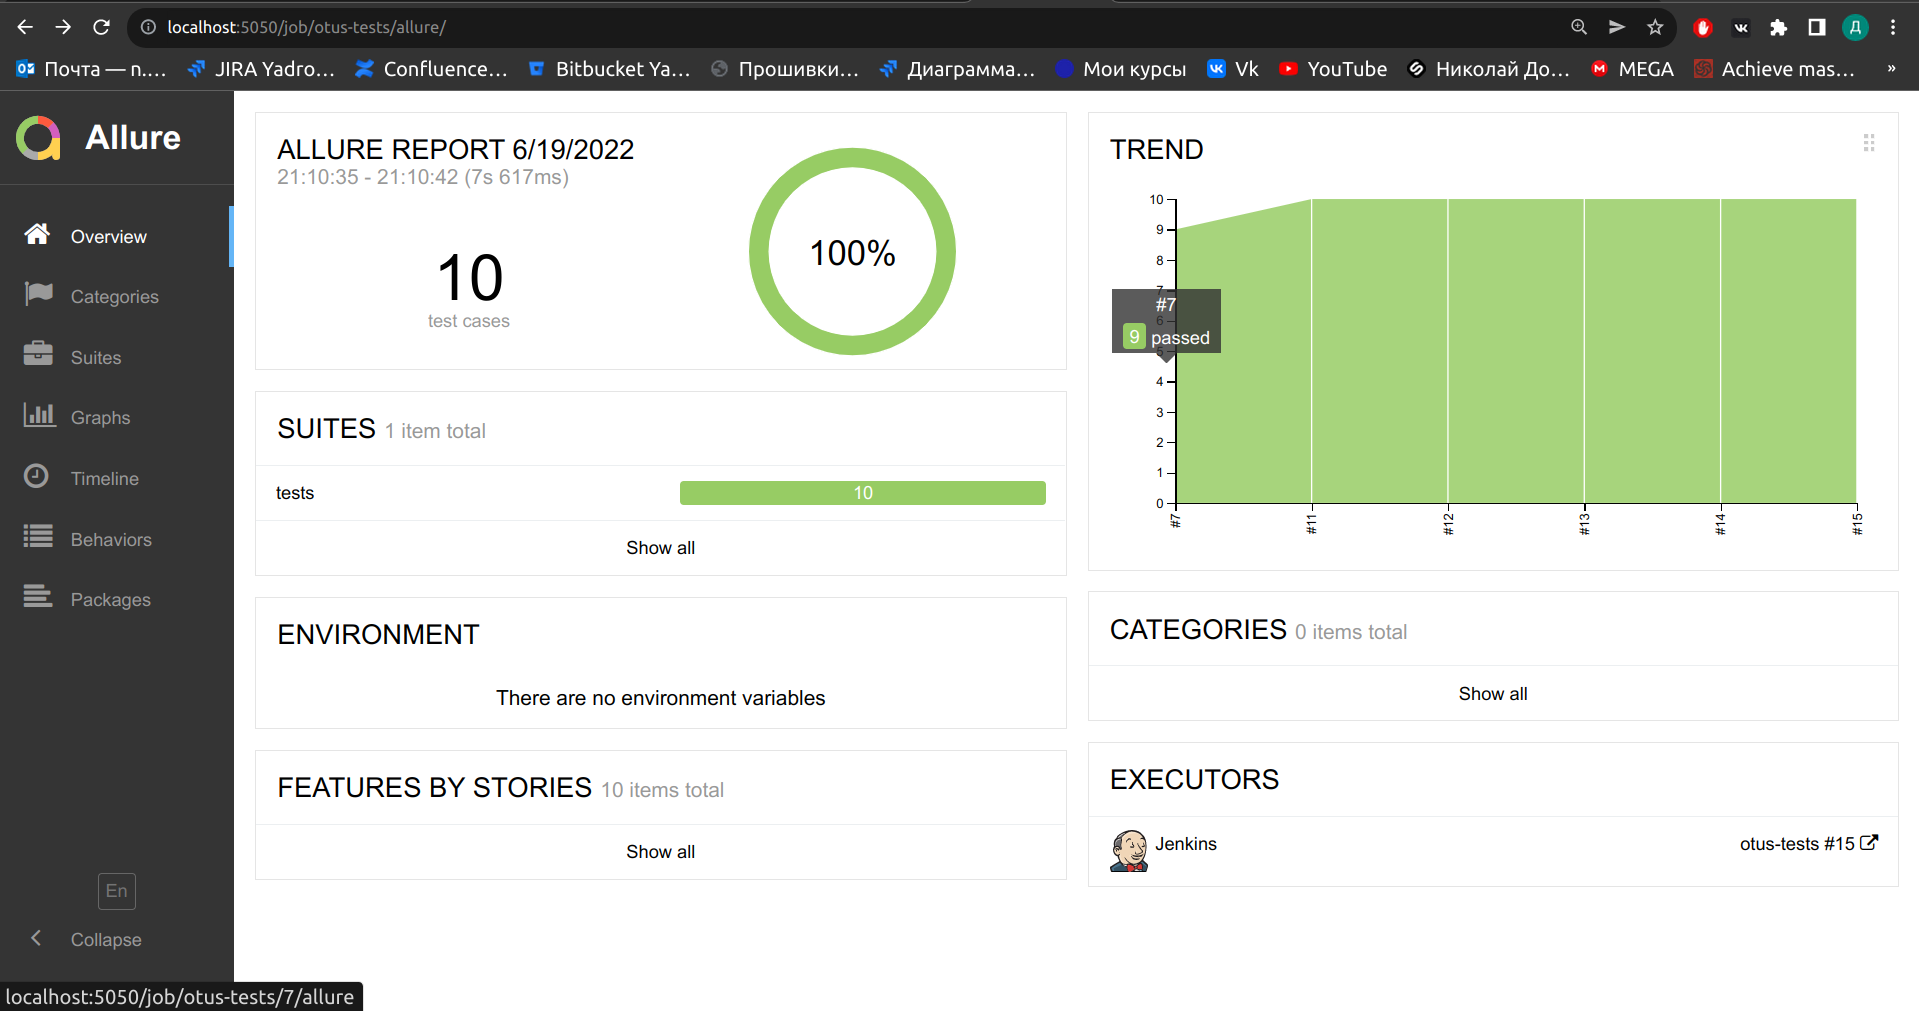 localhost:5050/job/otus-tests/allure/
Почта — п.…
JIRA Yadro…
Confluence…
Bitbucket Ya…
Прошивки…
Диаграмма…
Мои курсы
Vk
YouTube
Николай До…
MEGA
Achieve mas…
»
Д
Allure
Overview
Categories
Suites
Graphs
Timeline
Behaviors
Packages
En
Collapse
localhost:5050/job/otus-tests/7/allure
ALLURE REPORT 6/19/2022
21:10:35 - 21:10:42 (7s 617ms)
10
test cases
100%
SUITES 1 item total
tests
10
Show all
ENVIRONMENT
There are no environment variables
FEATURES BY STORIES 10 items total
Show all
TREND
10
9
8
7
6
5
4
3
2
1
0
#7
9 passed
#7
#11
#12
#13
#14
#15
CATEGORIES 0 items total
Show all
EXECUTORS
Jenkins
otus-tests #15